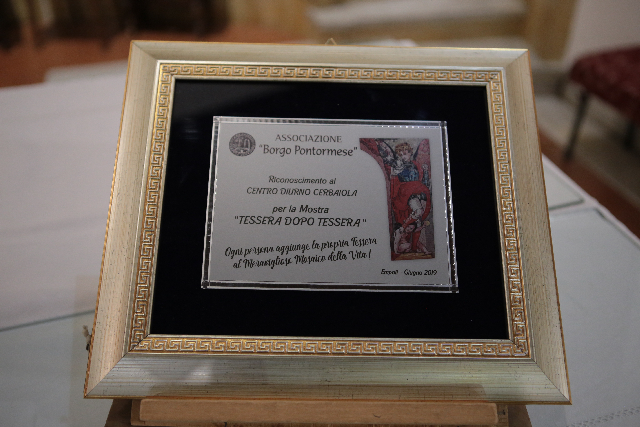 ASSOCIAZIONE
"Borgo Pontormese"
Riconoscimento al
CENTRO DIURNO CERBAIOLA
per la Mostra
"TESSERA DOPO TESSERA"
Ogni persona aggiunge la propria Tessera
al Meraviglioso Mosaico della Vita !
Empoli - Giugno 2019